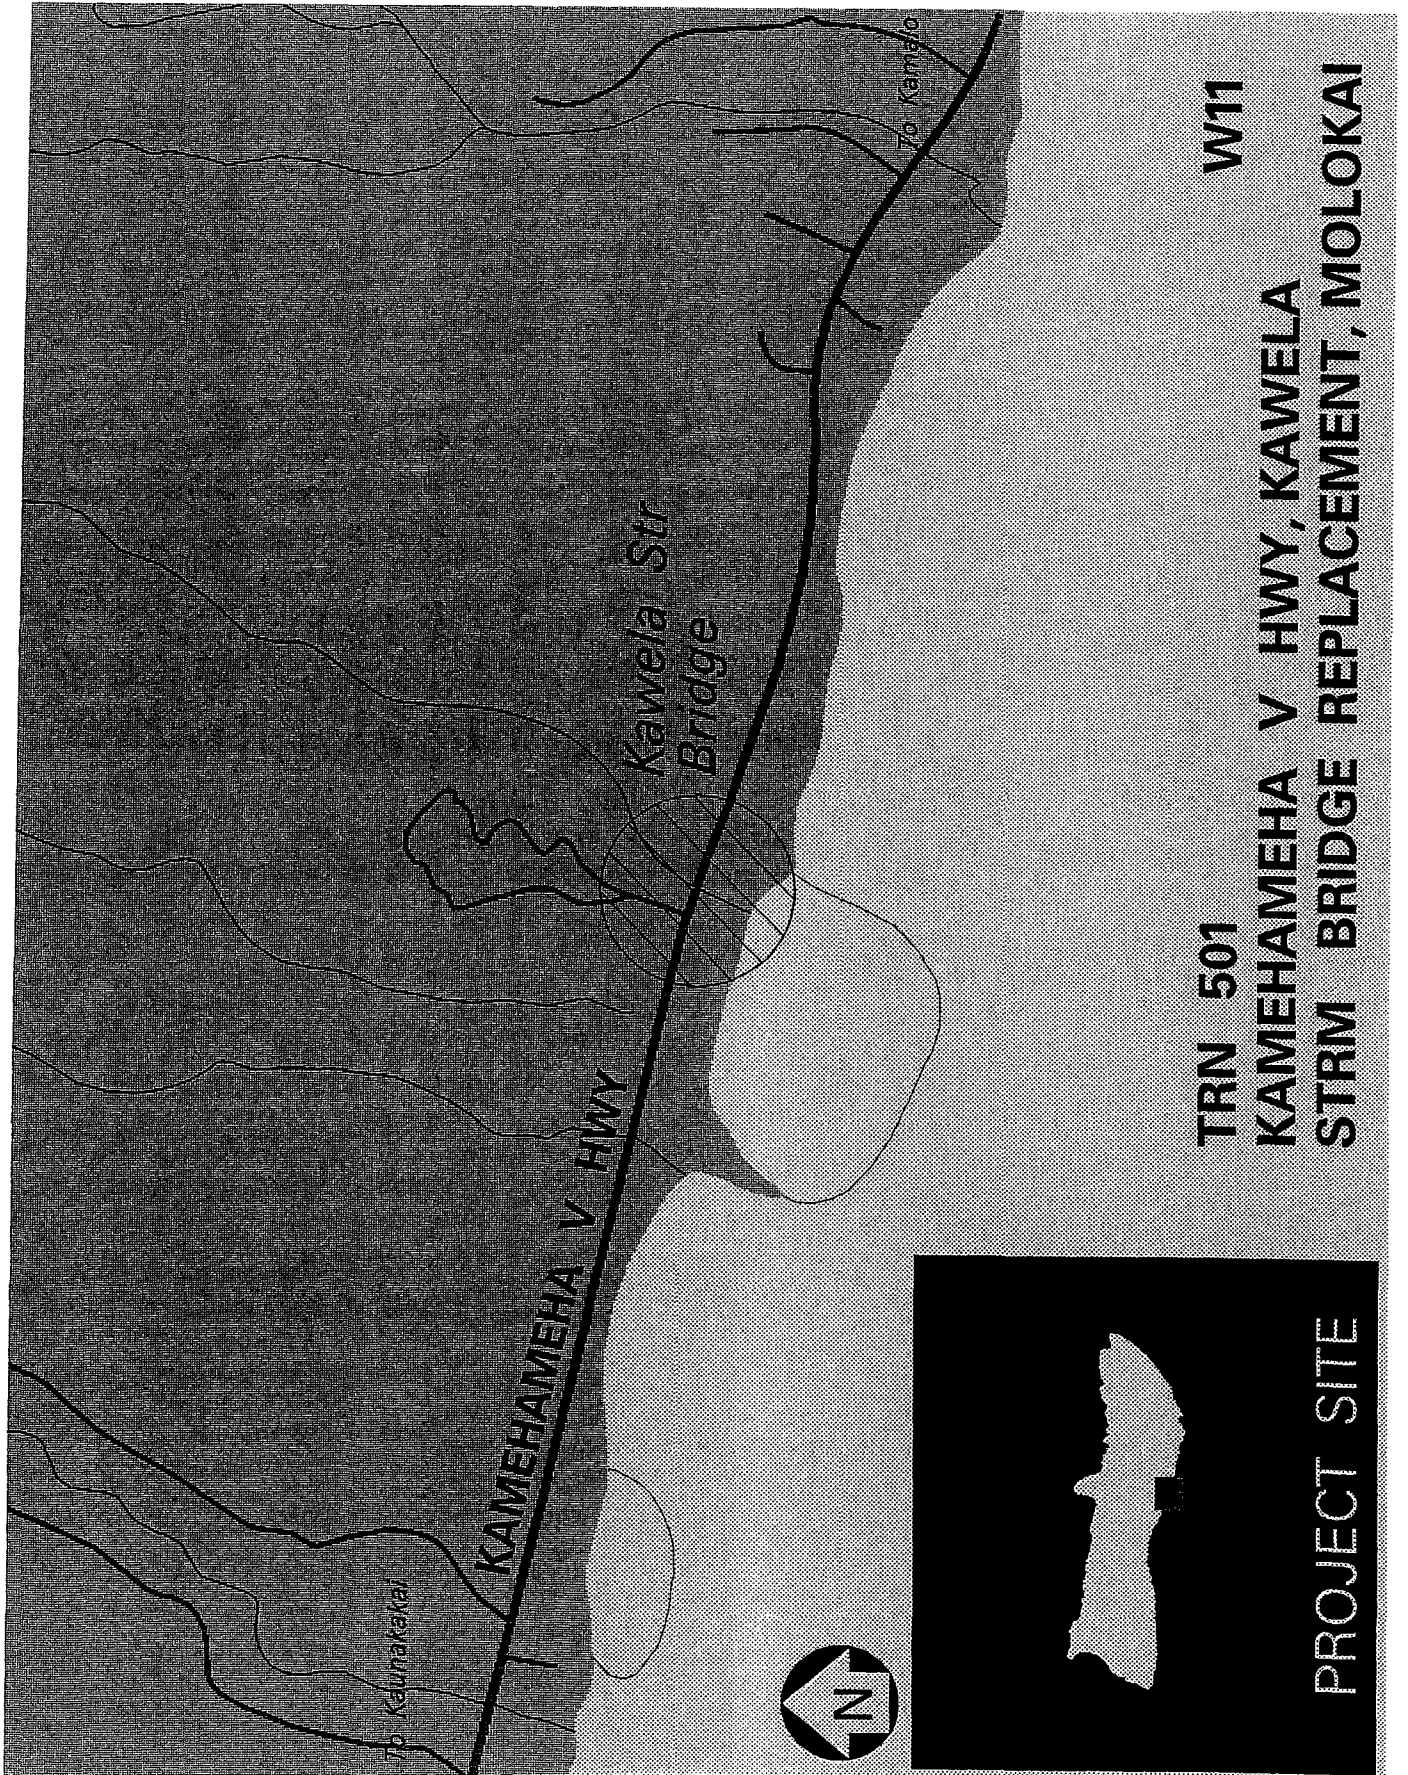 To Kaunakakai
KAMEHAMEHA V HWY
Kawela Str
Bridge
To Kamalo
N
PROJECT SITE
TRN 501 W11
KAMEHAMEHA V HWY, KAWELA
STRM BRIDGE REPLACEMENT, MOLOKAI